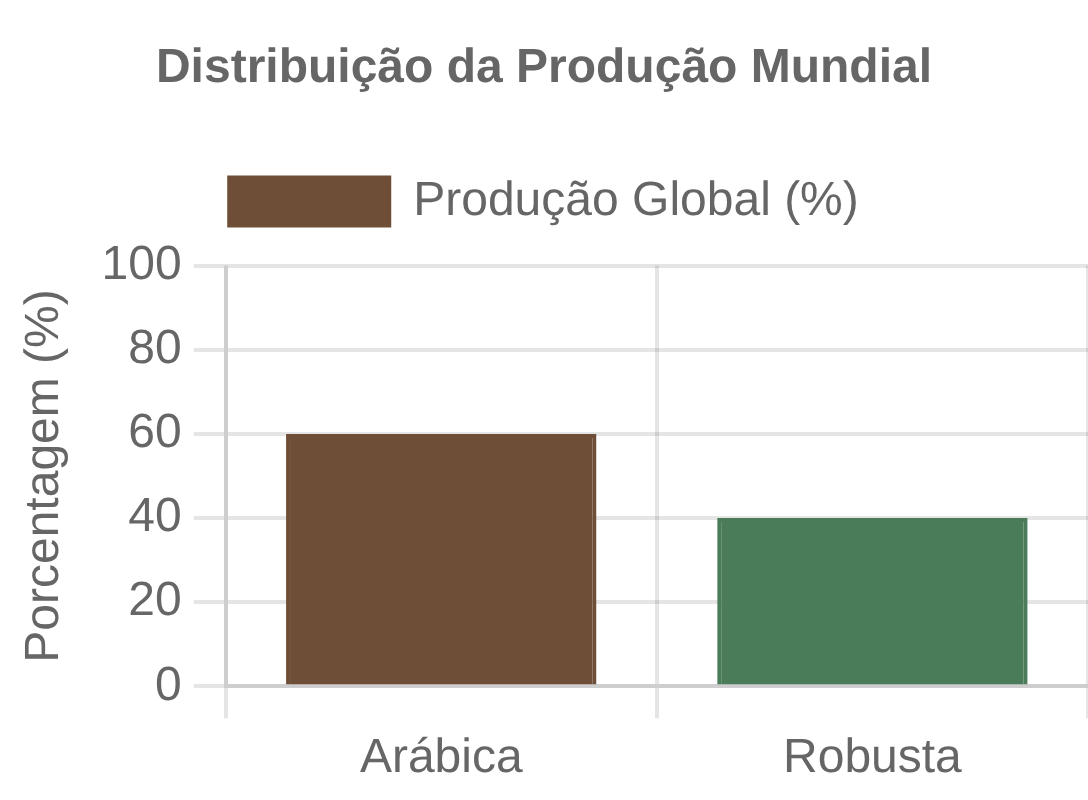 Distribuição da Produção Mundial
Produção Global (%)
Porcentagem (%)
100
80
60
40
20
0
Arábica
Robusta